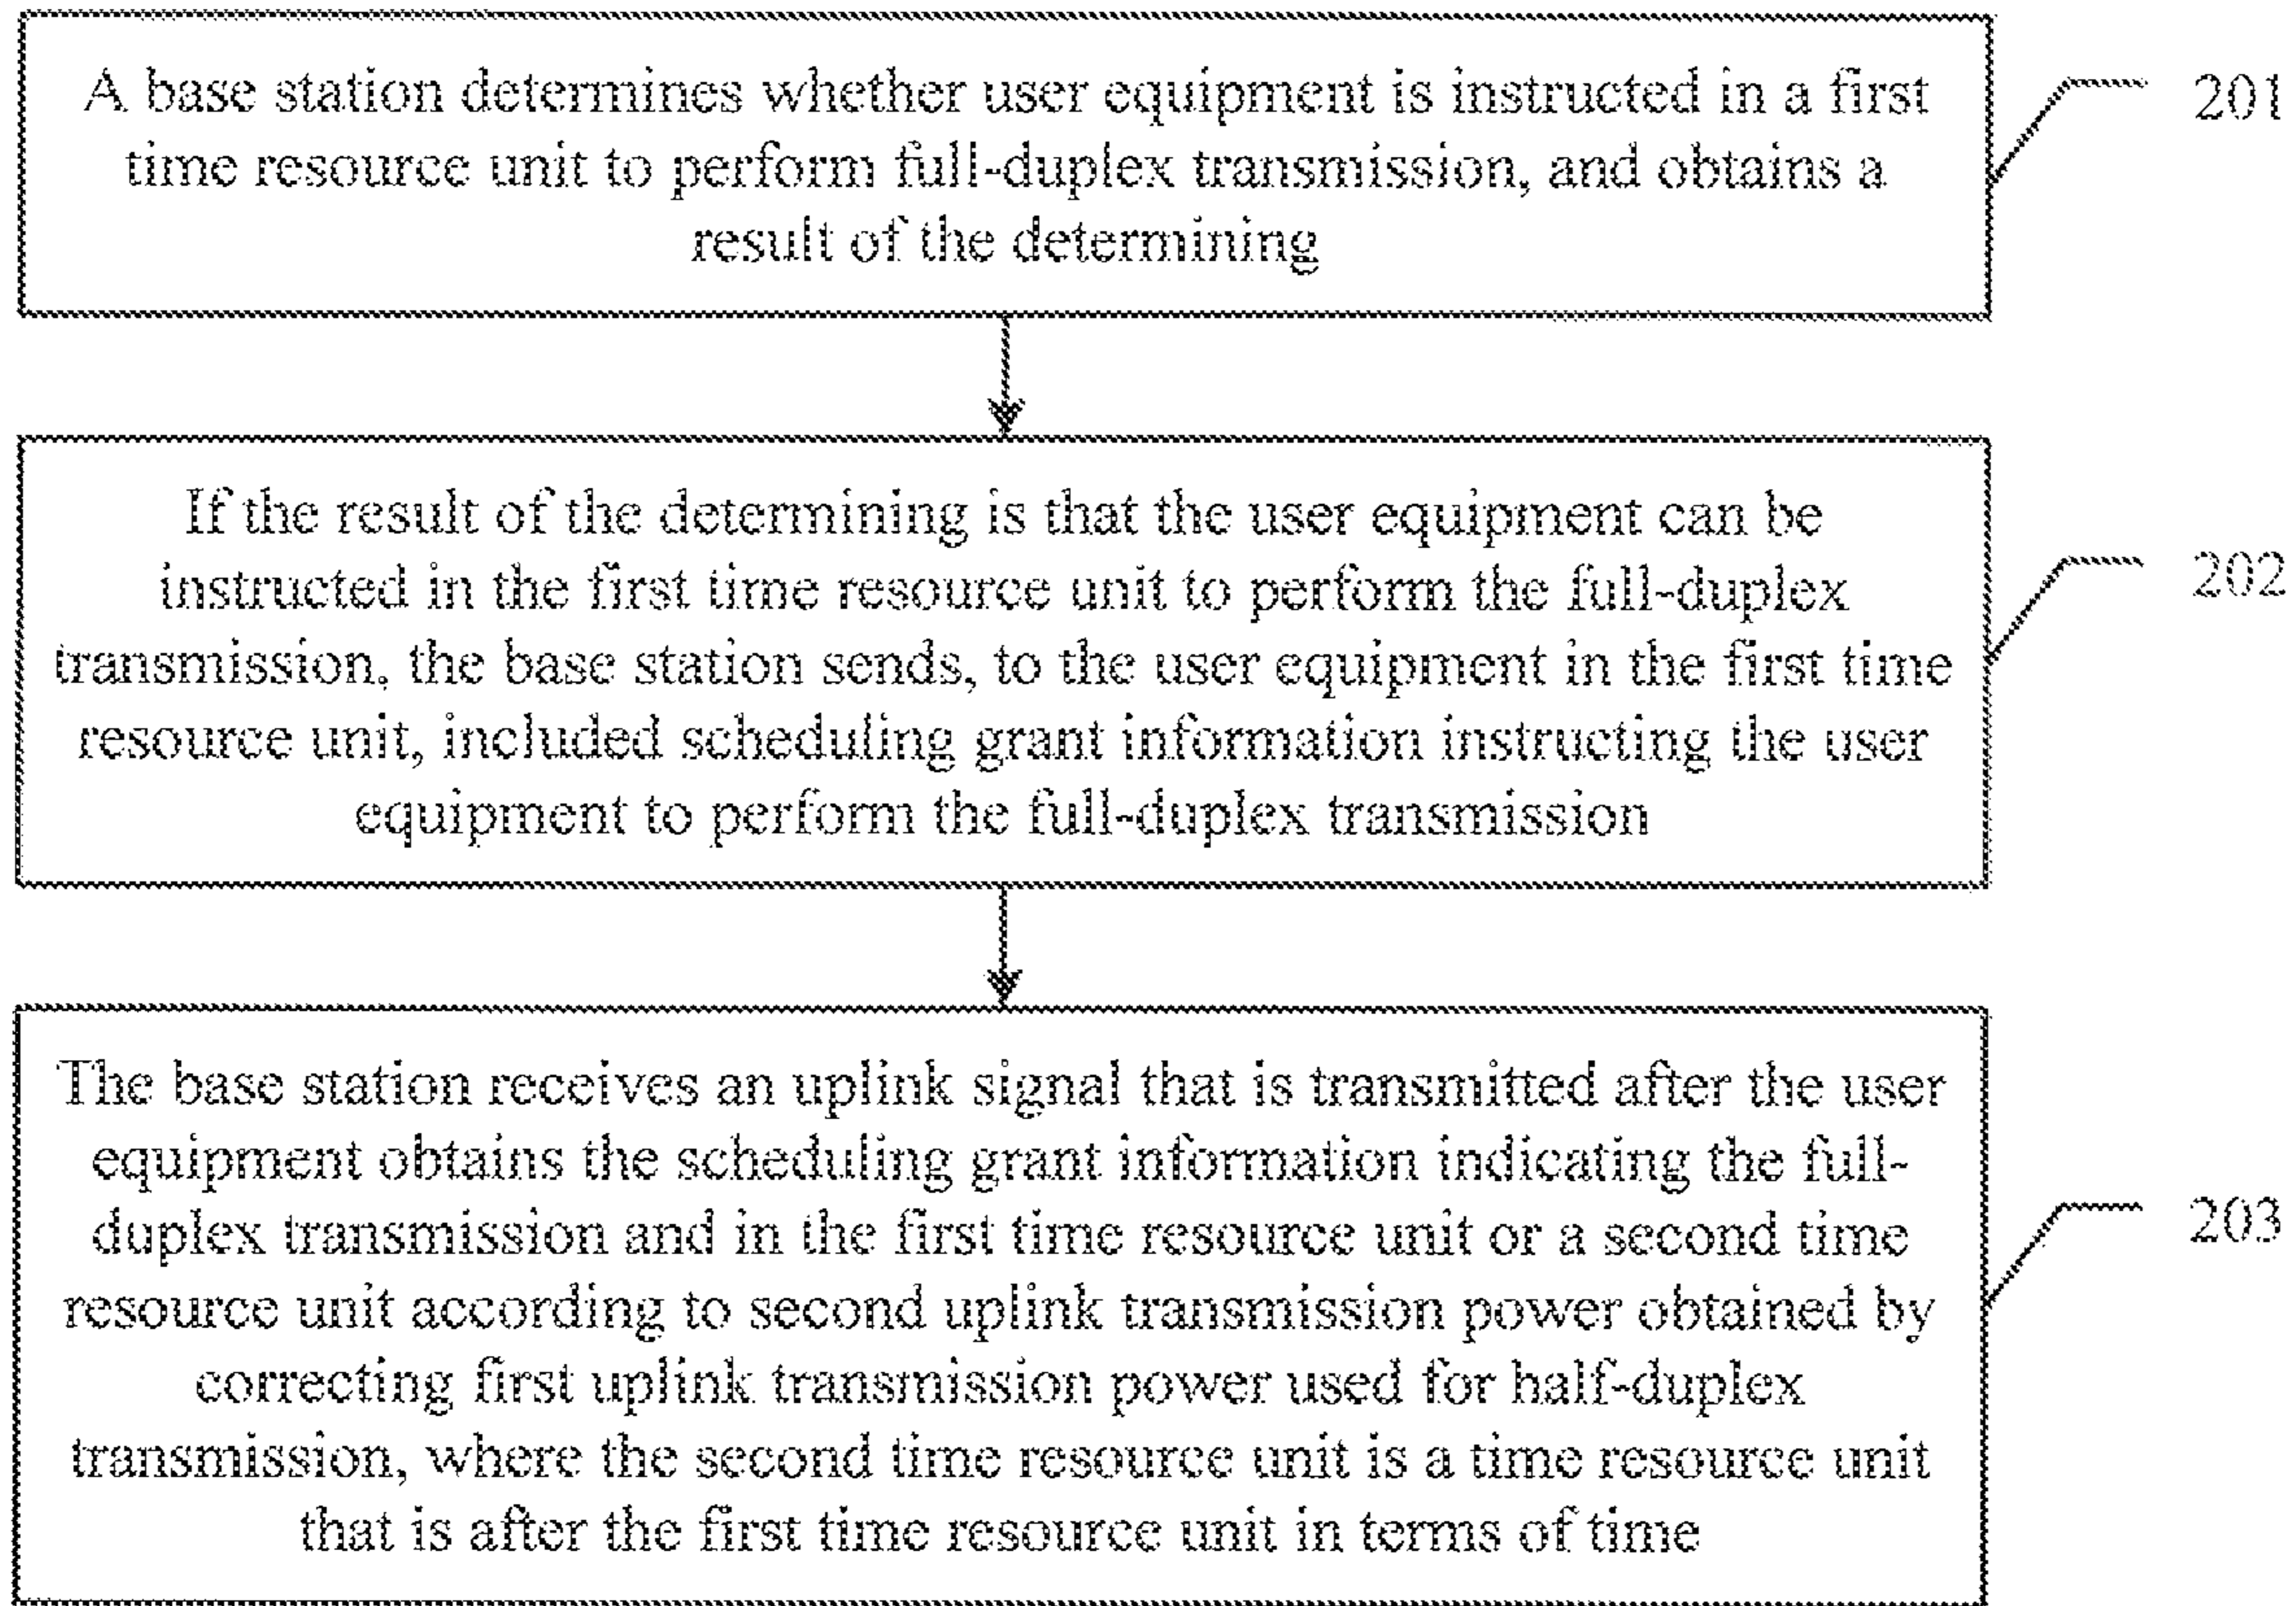 A base station determines whether user equipment is instructed in a first
time resource unit to perform full-duplex transmission, and obtains a
result of the determining
201
If the result of the determining is that the user equipment can be
instructed in the first time resource unit to perform the full-duplex
transmission, the base station sends, to the user equipment in the first time
resource unit, included scheduling grant information instructing the user
equipment to perform the full-duplex transmission
202
The base station receives an uplink signal that is transmitted after the user
equipment obtains the scheduling grant information indicating the full-
duplex transmission and in the first time resource unit or a second time
resource unit according to second uplink transmission power obtained by
correcting first uplink transmission power used for half-duplex
transmission, where the second time resource unit is a time resource unit
that is after the first time resource unit in terms of time
203